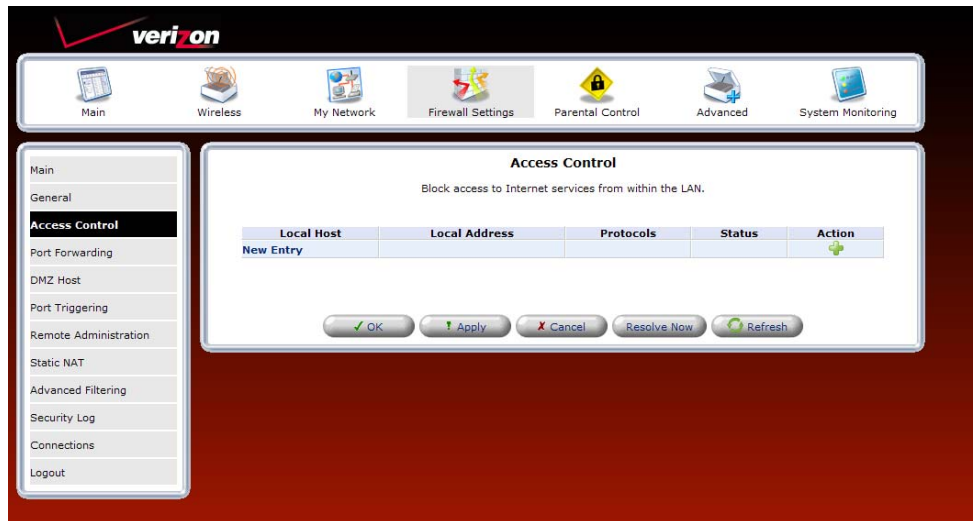 verizon
Main Wireless My Network Firewall Settings Parental Control Advanced System Monitoring
Main
General
Access Control
Port Forwarding
DMZ Host
Port Triggering
Remote Administration
Static NAT
Advanced Filtering
Security Log
Connections
Logout
Access Control
Block access to Internet services from within the LAN.
Local Host Local Address Protocols Status Action
New Entry
OK Apply Cancel Resolve Now Refresh